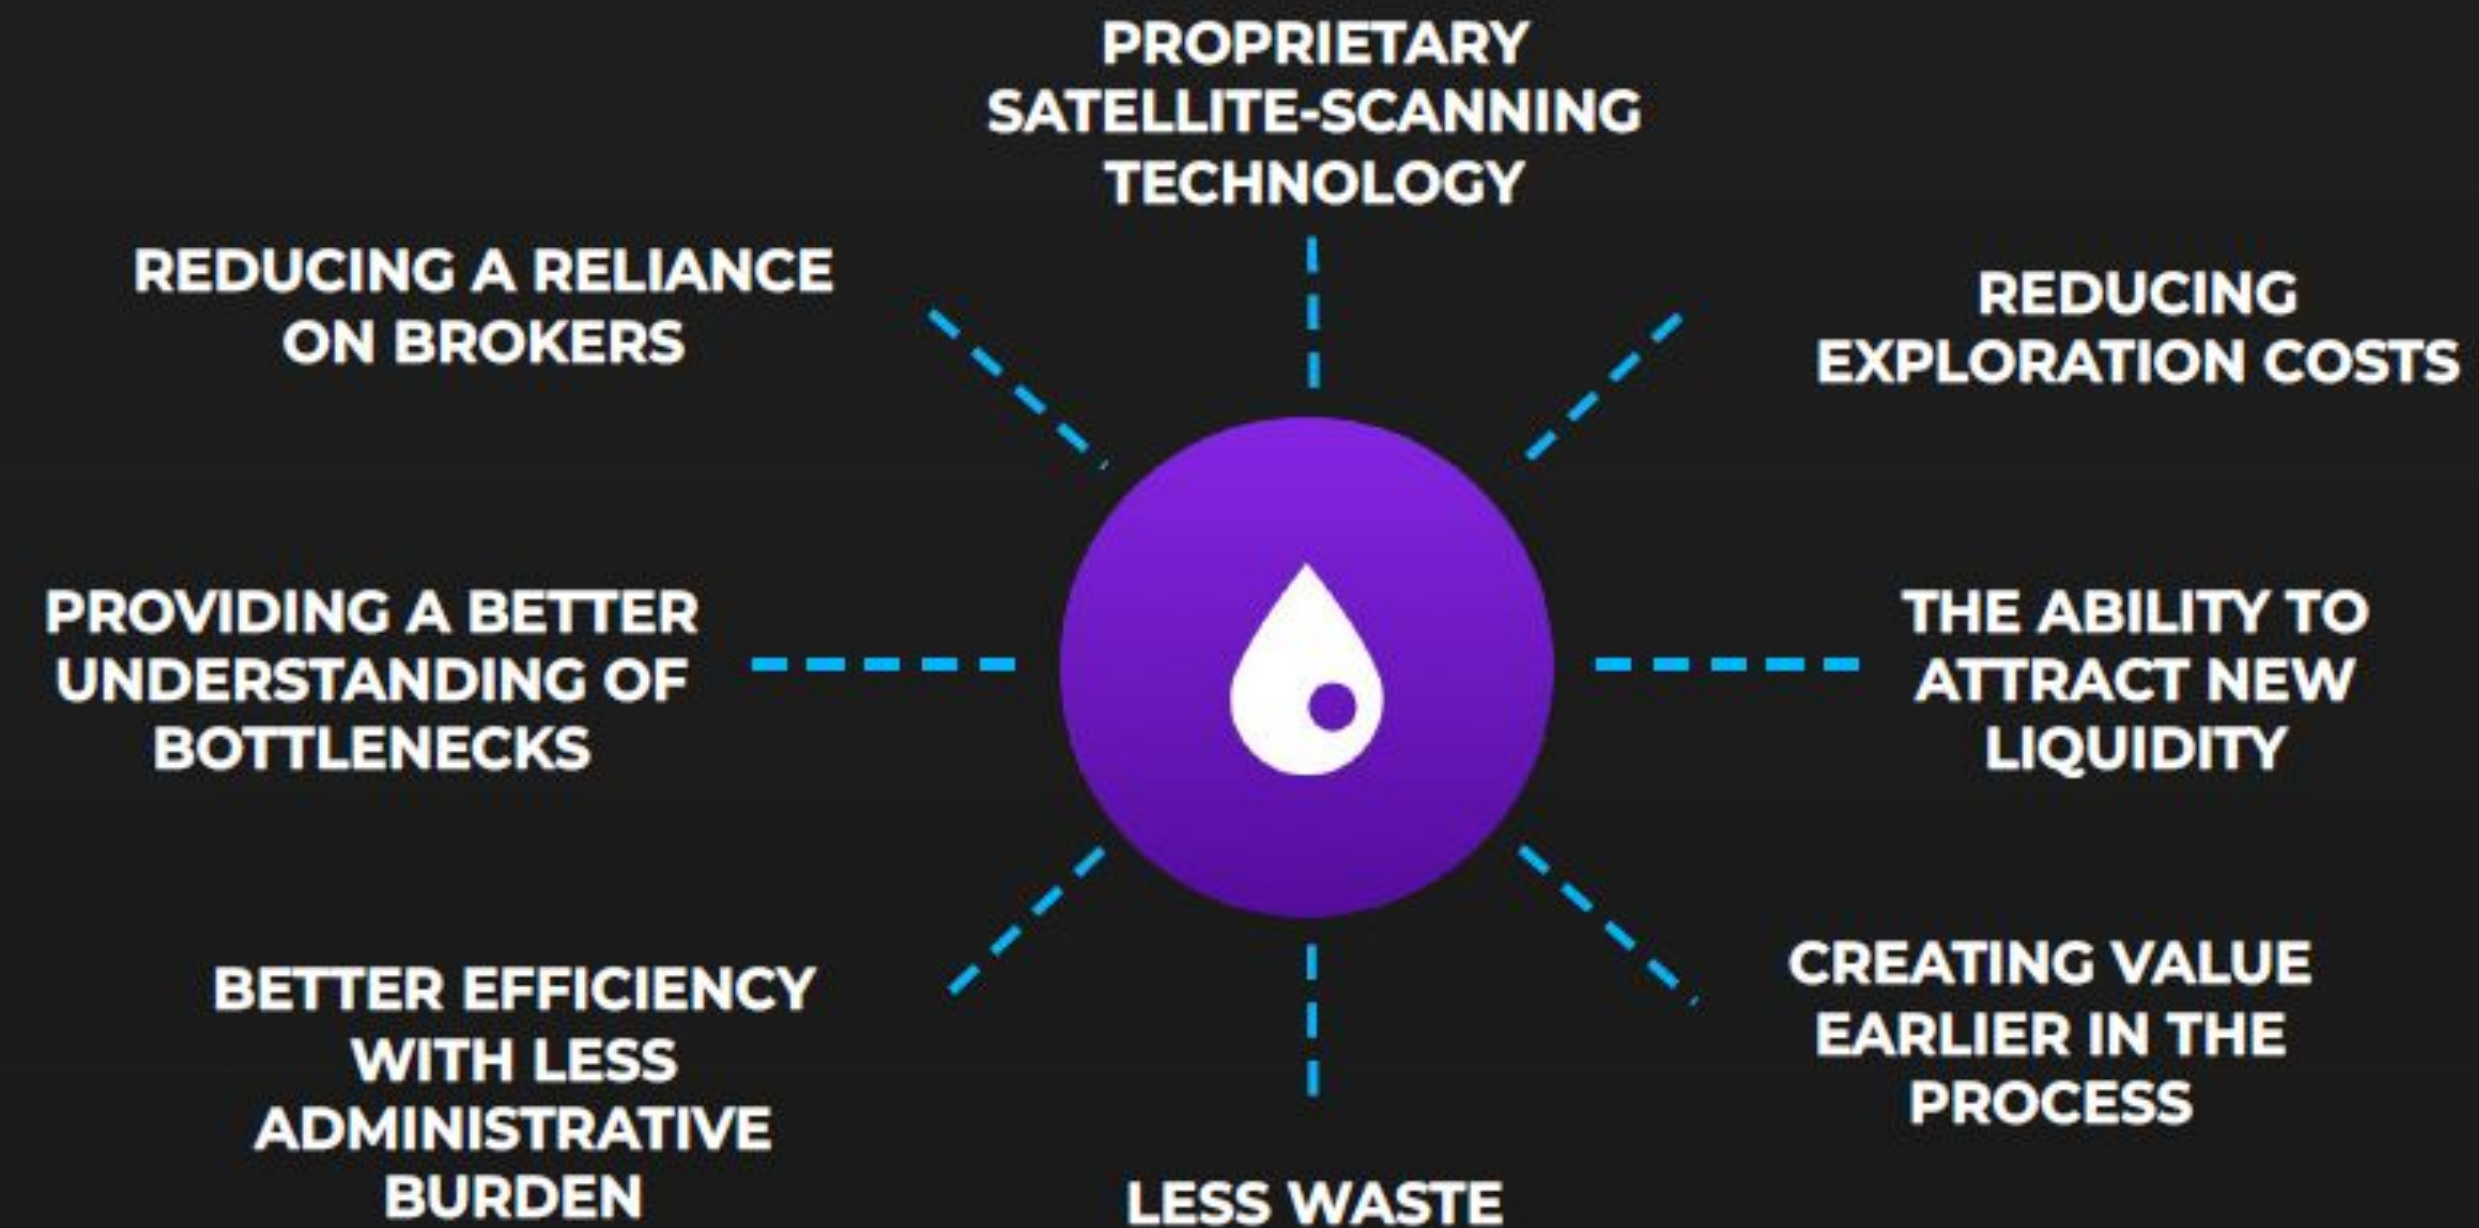 PROPRIETARY
SATELLITE-SCANNING
TECHNOLOGY
REDUCING A RELIANCE
ON BROKERS
REDUCING
EXPLORATION COSTS
PROVIDING A BETTER
UNDERSTANDING OF
BOTTLENECKS
THE ABILITY TO
ATTRACT NEW
LIQUIDITY
BETTER EFFICIENCY
WITH LESS
ADMINISTRATIVE
BURDEN
CREATING VALUE
EARLIER IN THE
PROCESS
LESS WASTE